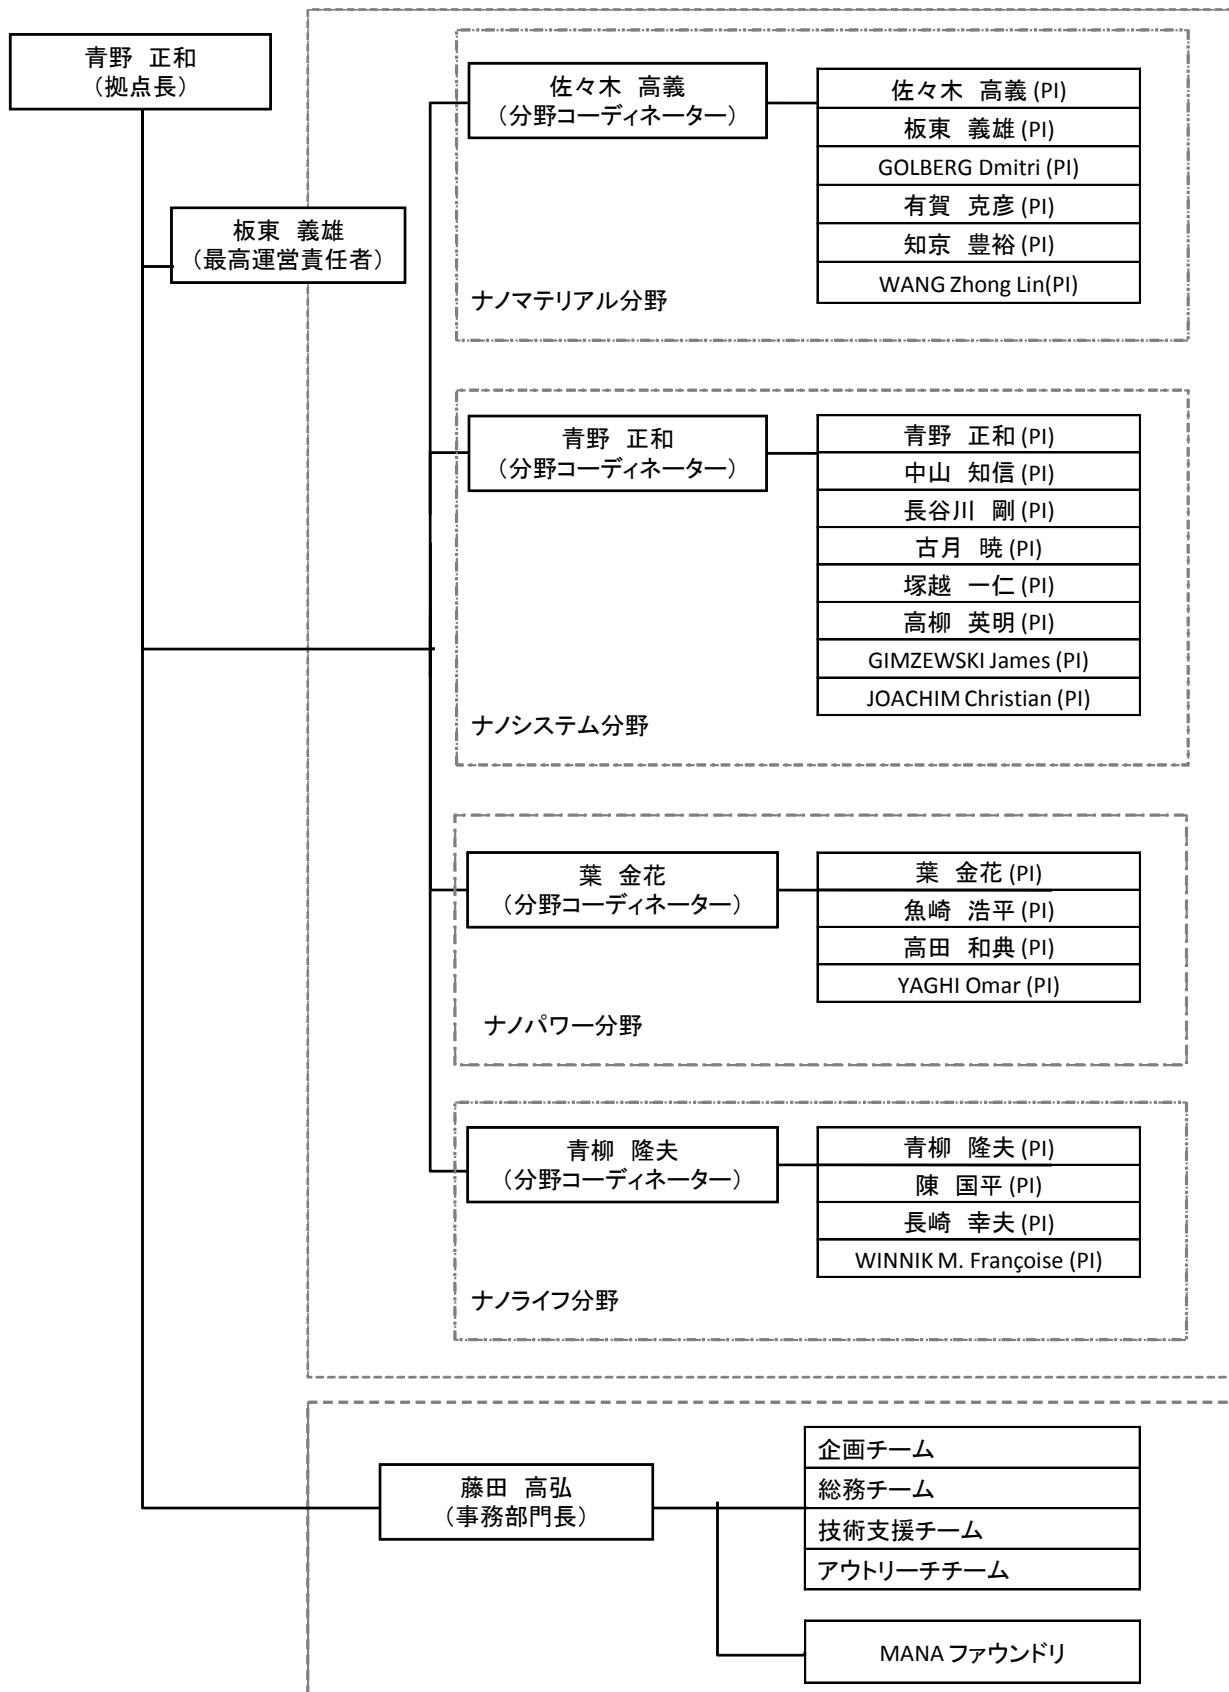 青野 正和
（拠点長）
板東 義雄
（最高運営責任者）
佐々木 高義
（分野コーディネーター）
佐々木 高義 (PI)
板東 義雄 (PI)
GOLBERG Dmitri (PI)
有賀 克彦 (PI)
知京 豊裕 (PI)
WANG Zhong Lin(PI)
ナノマテリアル分野
青野 正和
（分野コーディネーター）
青野 正和 (PI)
中山 知信 (PI)
長谷川 剛 (PI)
古月 暁 (PI)
塚越 一仁 (PI)
高柳 英明 (PI)
GIMZEWSKI James (PI)
JOACHIM Christian (PI)
ナノシステム分野
葉 金花
（分野コーディネーター）
葉 金花 (PI)
魚崎 浩平 (PI)
高田 和典 (PI)
YAGHI Omar (PI)
ナノパワー分野
青柳 隆夫
（分野コーディネーター）
青柳 隆夫 (PI)
陳 国平 (PI)
長崎 幸夫 (PI)
WINNIK M. Françoise (PI)
ナノライフ分野
藤田 高弘
（事務部門長）
企画チーム
総務チーム
技術支援チーム
アウトリーチチーム
MANA ファウンドリ